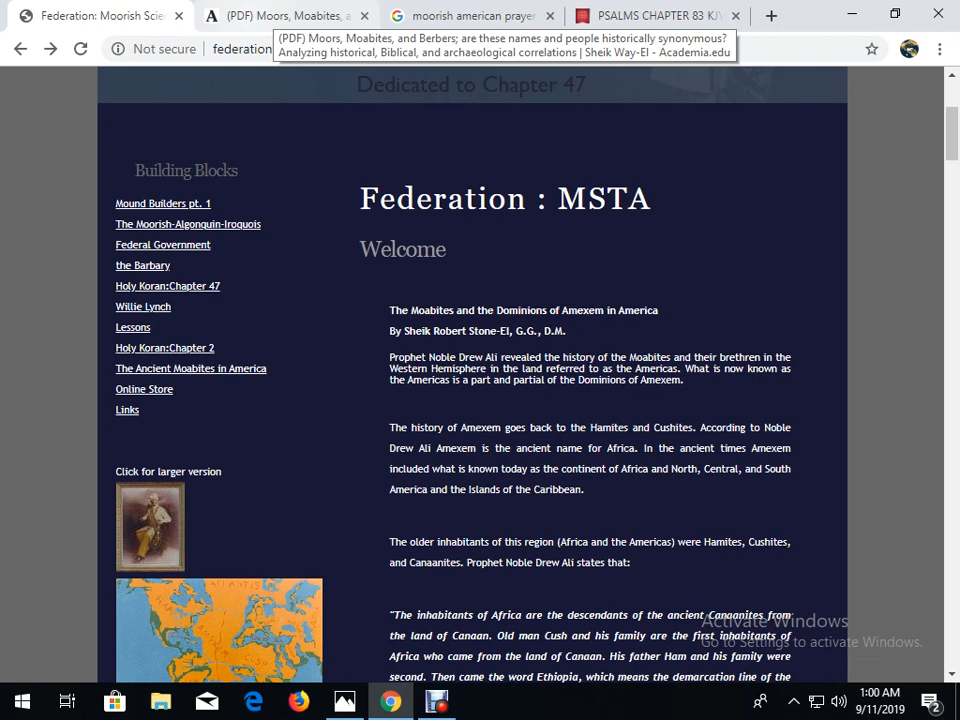 Federation: Moorish Scie
(PDF) Moors, Moabites, a
moorish american prayer
PSALMS CHAPTER 83 KJV
Not secure
federation
(PDF) Moors, Moabites, and Berbers; are these names and people historically synonymous?
Analyzing historical, Biblical, and archaeological correlations | Sheik Way-El - Academia.edu
Dedicated to Chapter 47
Building Blocks
Mound Builders pt. 1
The Moorish-Algonquin-Iroquois
Federal Government
the Barbary
Holy Koran:Chapter 47
Willie Lynch
Lessons
Holy Koran:Chapter 2
The Ancient Moabites in America
Online Store
Links
Click for larger version
ATLANTIS
Federation : MSTA
Welcome
The Moabites and the Dominions of Amexem in America
By Sheik Robert Stone-El, G.G., D.M.
Prophet Noble Drew Ali revealed the history of the Moabites and their brethren in the
Western Hemisphere in the land referred to as the Americas. What is now known as
the Americas is a part and partial of the Dominions of Amexem.
The history of Amexem goes back to the Hamites and Cushites. According to Noble
Drew Ali Amexem is the ancient name for Africa. In the ancient times Amexem
included what is known today as the continent of Africa and North, Central, and South
America and the Islands of the Caribbean.
The older inhabitants of this region (Africa and the Americas) were Hamites, Cushites,
and Canaanites. Prophet Noble Drew Ali states that:
"The inhabitants of Africa are the descendants of the ancient Canaanites from
the land of Canaan. Old man Cush and his family are the first inhabitants of
Africa who came from the land of Canaan. His father Ham and his family were
second. Then came the word Ethiopia, which means the demarcation line of the
Activate Windows
Go to Settings to activate Windows.
1:00 AM
9/11/2019
2